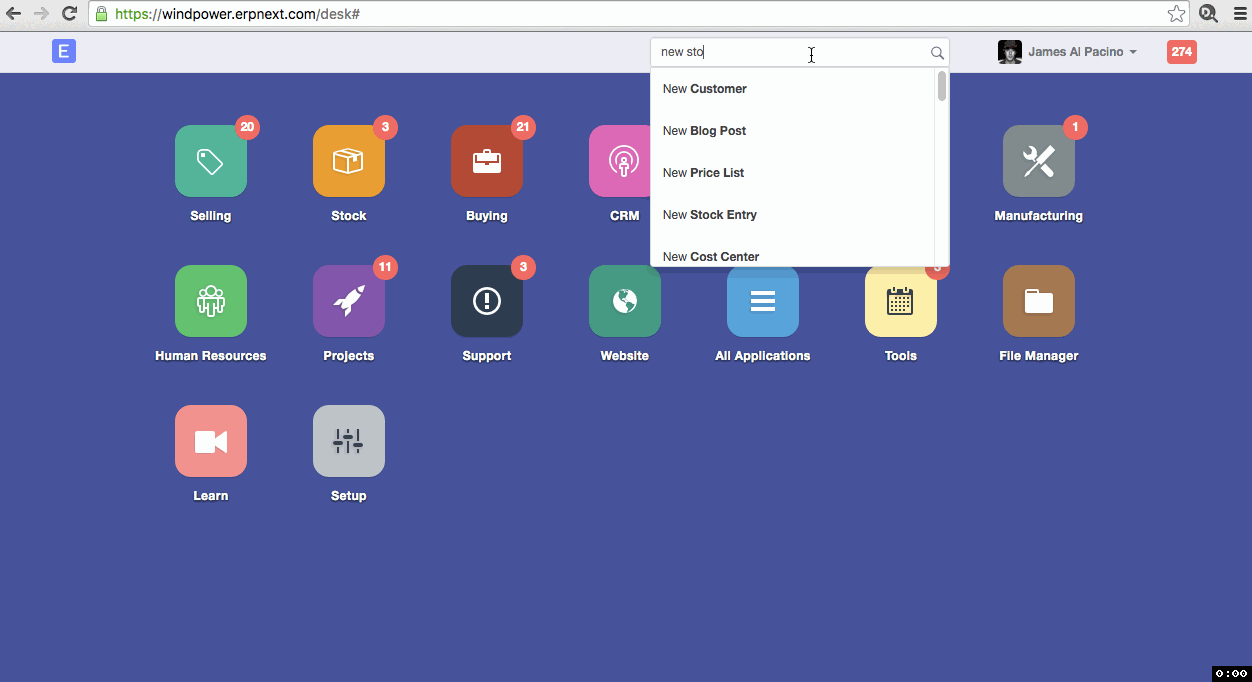 https://windpower.erpnext.com/desk#
E
new sto
James Al Pacino
274
New Customer
New Blog Post
New Price List
New Stock Entry
New Cost Center
20
3
21
1
Selling
Stock
Buying
CRM
Manufacturing
11
3
Human Resources
Projects
Support
Website
All Applications
Tools
File Manager
Learn
Setup
0:00